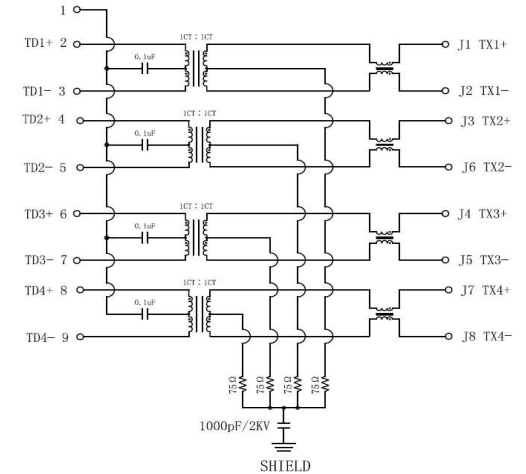 1
1CT:1CT
TD1+ 2
J1 TX1+
0.1uF
TD1- 3
J2 TX1-
1CT:1CT
TD2+ 4
J3 TX2+
0.1uF
TD2- 5
J6 TX2-
1CT:1CT
TD3+ 6
J4 TX3+
0.1uF
TD3- 7
J5 TX3-
1CT:1CT
TD4+ 8
J7 TX4+
0.1uF
TD4- 9
J8 TX4-
75Ω
75Ω
75Ω
75Ω
1000pF/2KV
SHIELD